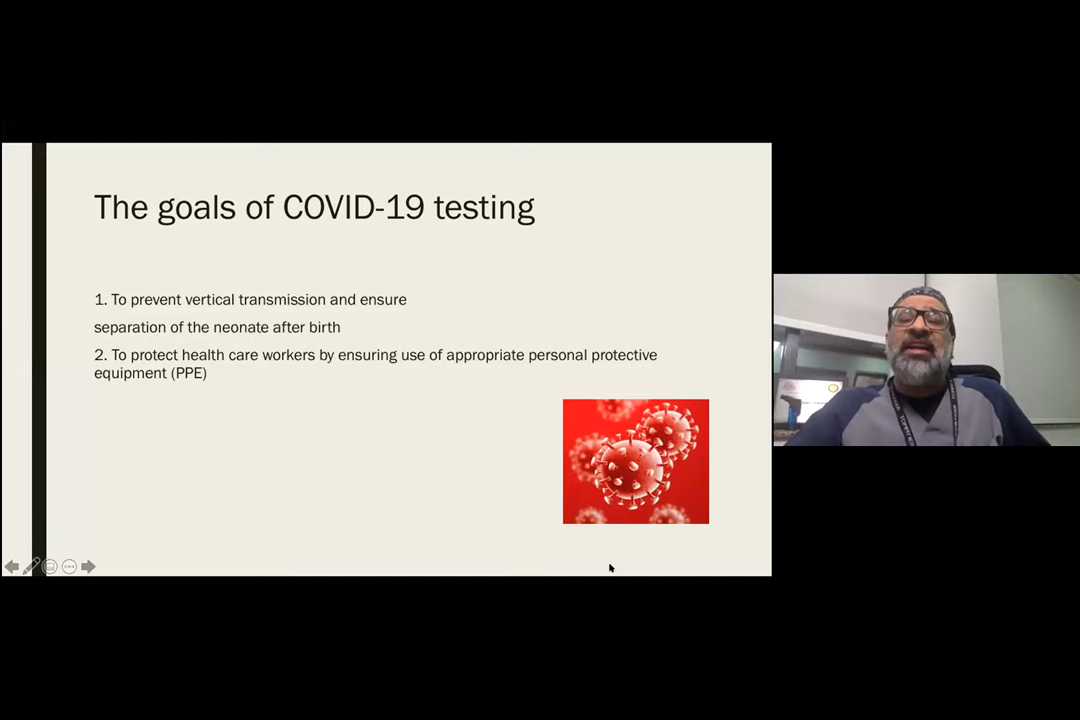 The goals of COVID-19 testing
1. To prevent vertical transmission and ensure
separation of the neonate after birth
2. To protect health care workers by ensuring use of appropriate personal protective
equipment (PPE)